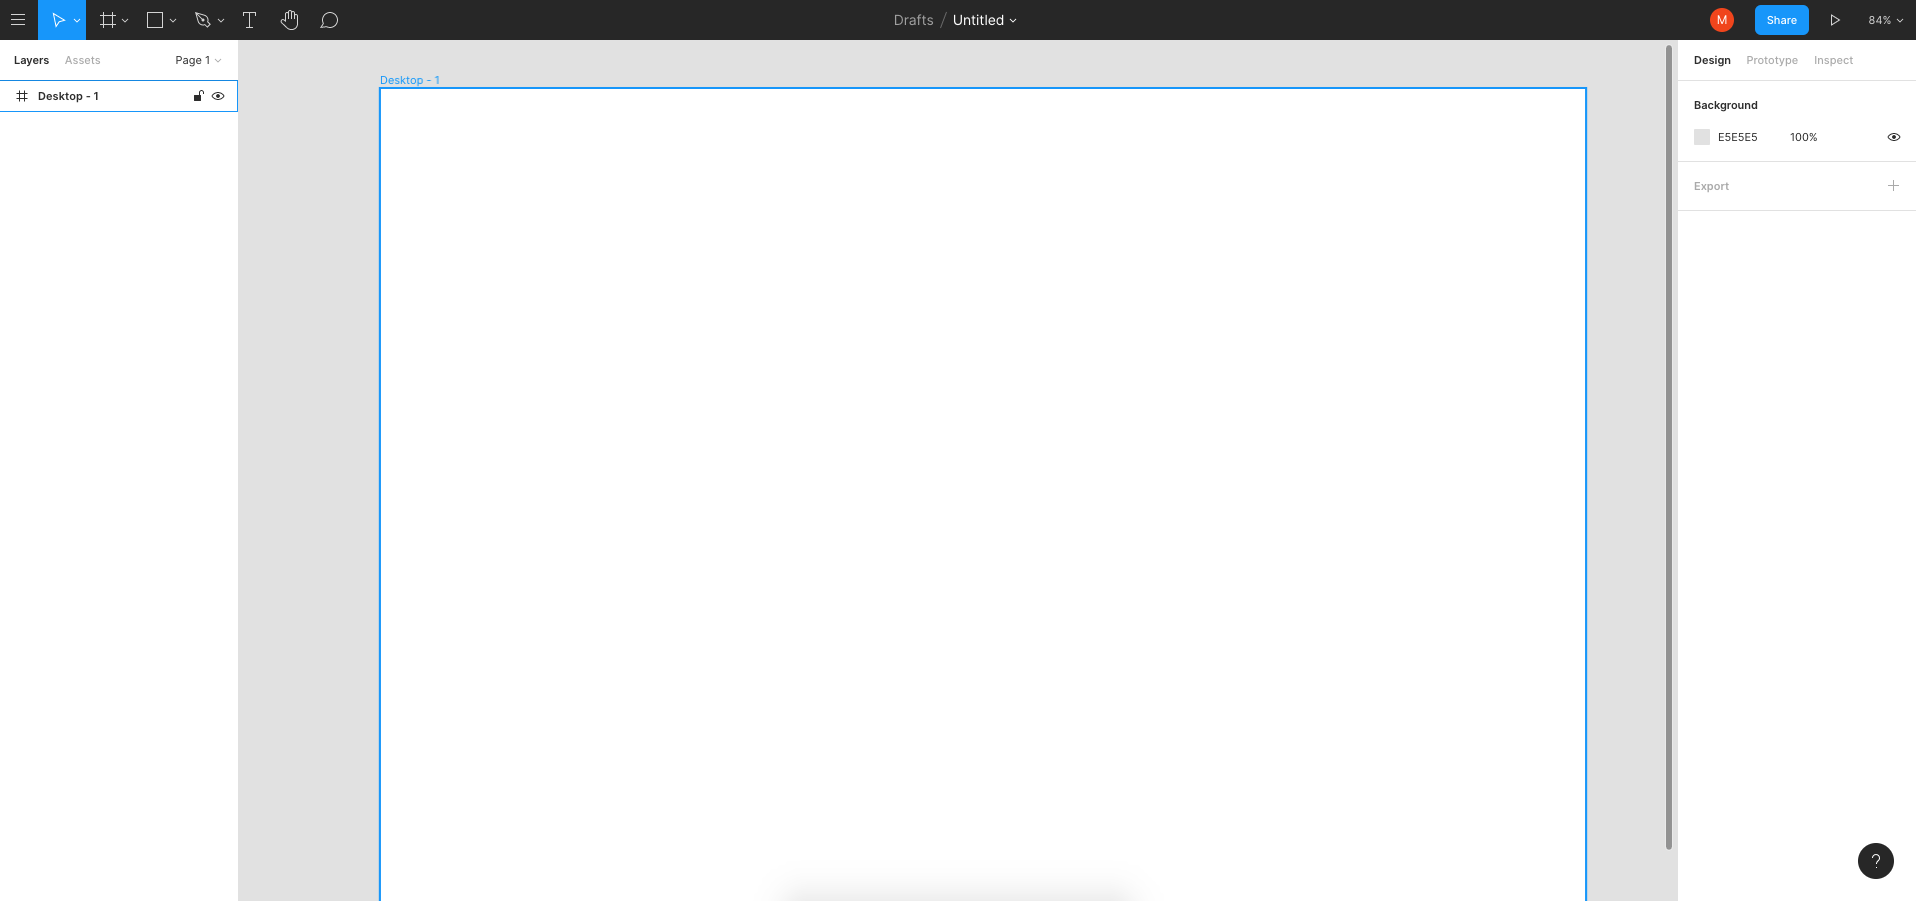 Drafts / Untitled
M
Share
84%
Layers Assets Page 1
Desktop - 1
Desktop - 1
Design Prototype Inspect
Background
E5E5E5 100%
Export
?